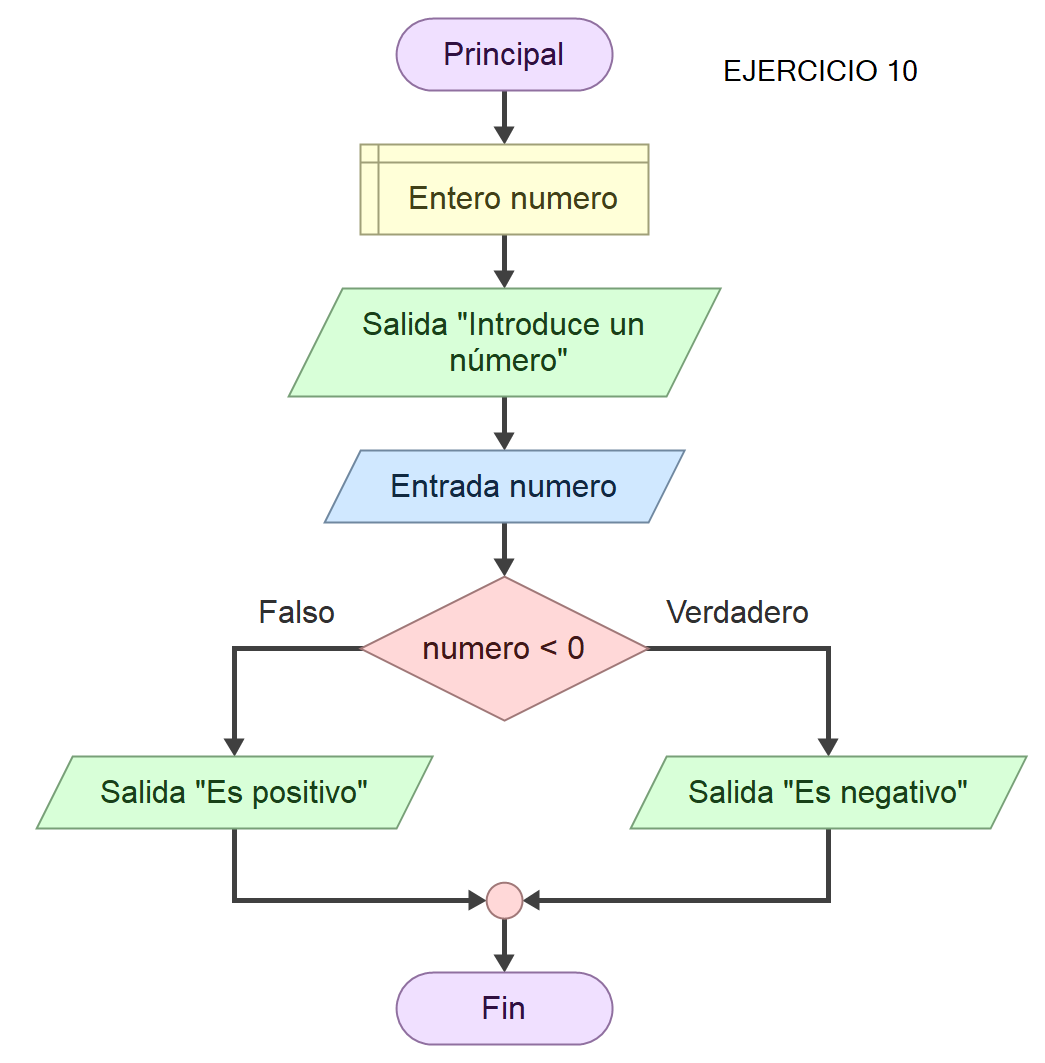 Principal
EJERCICIO 10
Entero numero
Salida "Introduce un
número"
Entrada numero
Falso
Verdadero
numero < 0
Salida "Es positivo"
Salida "Es negativo"
Fin